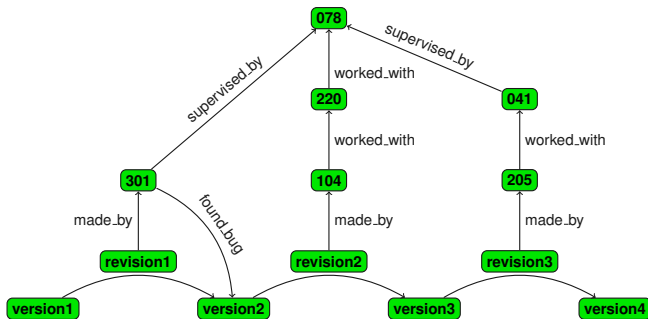 078
supervised_by
supervised_by
worked_with
220
041
worked_with
worked_with
301
104
205
made_by
found_bug
made_by
made_by
revision1
revision2
revision3
version1
version2
version3
version4